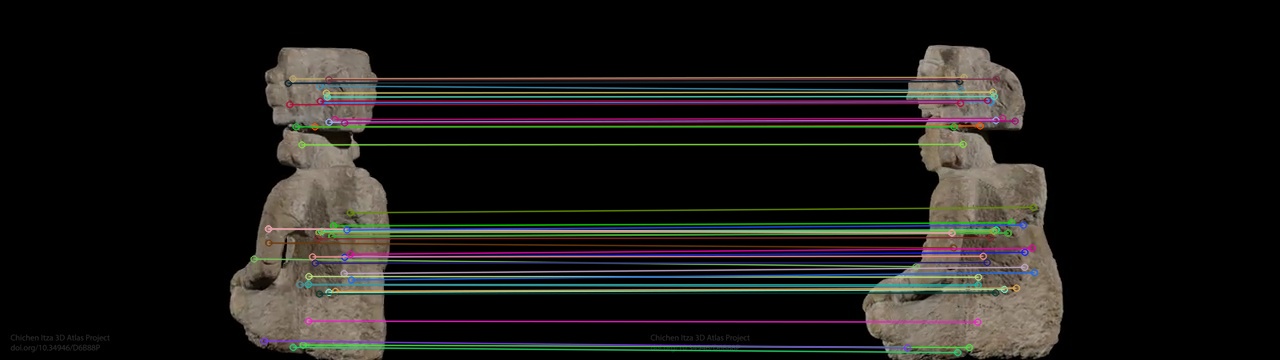 Chichen Itza 3D Atlas Project
doi.org/10.34946/D6888P
Chichen Itza 3D Atlas Project